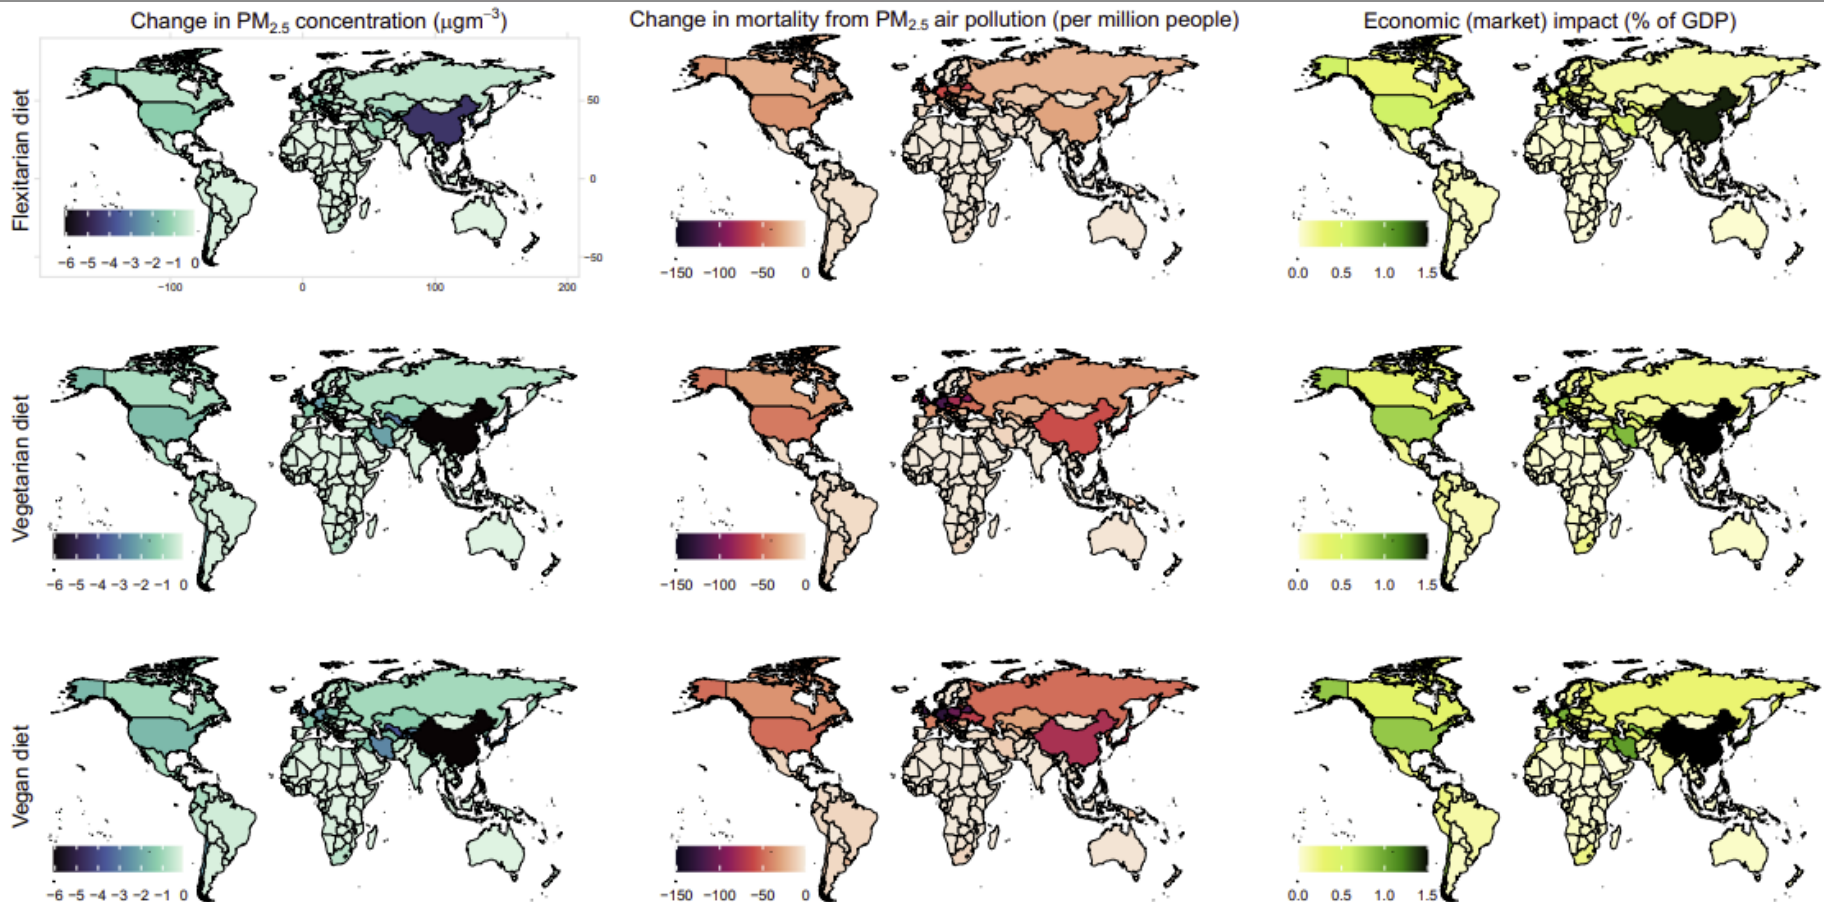 Change in PM2.5 concentration (μgm−3)
Change in mortality from PM2.5 air pollution (per million people)
Economic (market) impact (% of GDP)
Flexitarian diet
50
0
−50
−6 −5 −4 −3 −2 −1 0
−100 0 100 200
−150 −100 −50 0
0.0 0.5 1.0 1.5
Vegetarian diet
−6 −5 −4 −3 −2 −1 0
−150 −100 −50 0
0.0 0.5 1.0 1.5
Vegan diet
−6 −5 −4 −3 −2 −1 0
−150 −100 −50 0
0.0 0.5 1.0 1.5